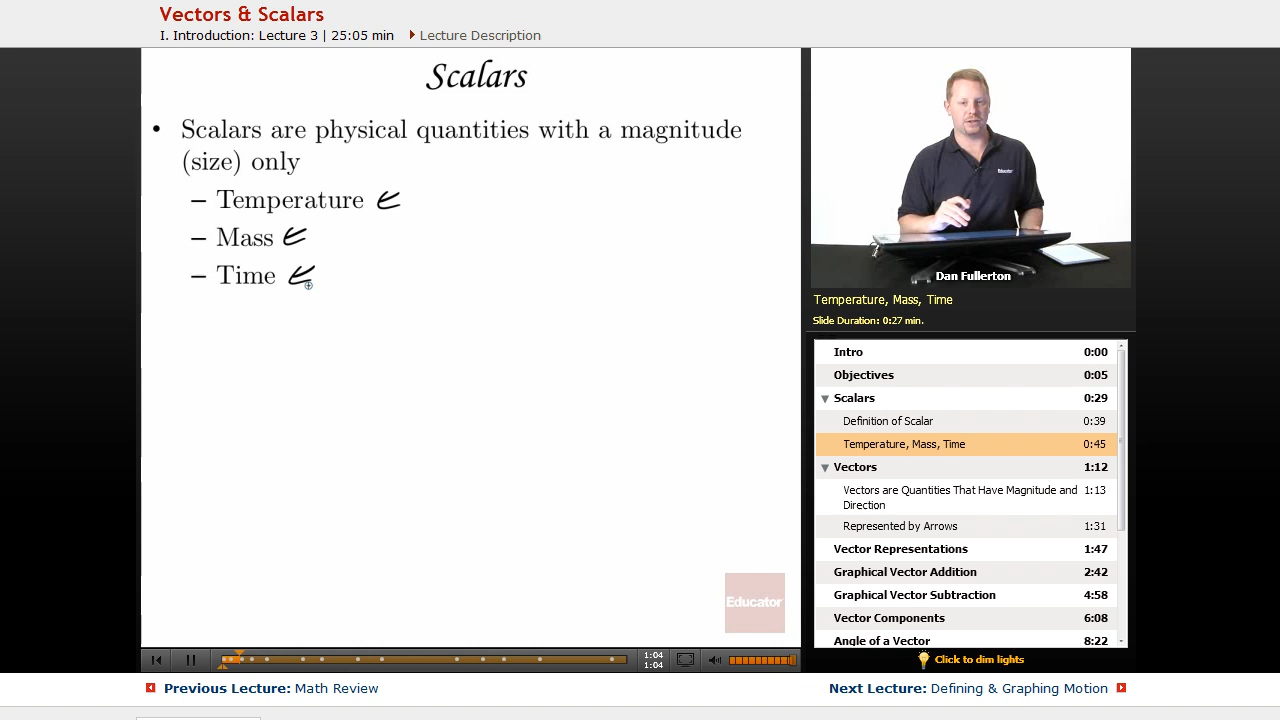 Vectors & Scalars
I. Introduction: Lecture 3 | 25:05 min
Lecture Description
Scalars
• Scalars are physical quantities with a magnitude
(size) only
– Temperature
– Mass
– Time
Educator
Educator
Dan Fullerton
Temperature, Mass, Time
Slide Duration: 0:27 min.
Intro 0:00
Objectives 0:05
Scalars 0:29
Definition of Scalar 0:39
Temperature, Mass, Time 0:45
Vectors 1:12
Vectors are Quantities That Have Magnitude and 1:13
Direction
Represented by Arrows 1:31
Vector Representations 1:47
Graphical Vector Addition 2:42
Graphical Vector Subtraction 4:58
Vector Components 6:08
Angle of a Vector 8:22
1:04
1:04
Click to dim lights
Previous Lecture: Math Review
Next Lecture: Defining & Graphing Motion